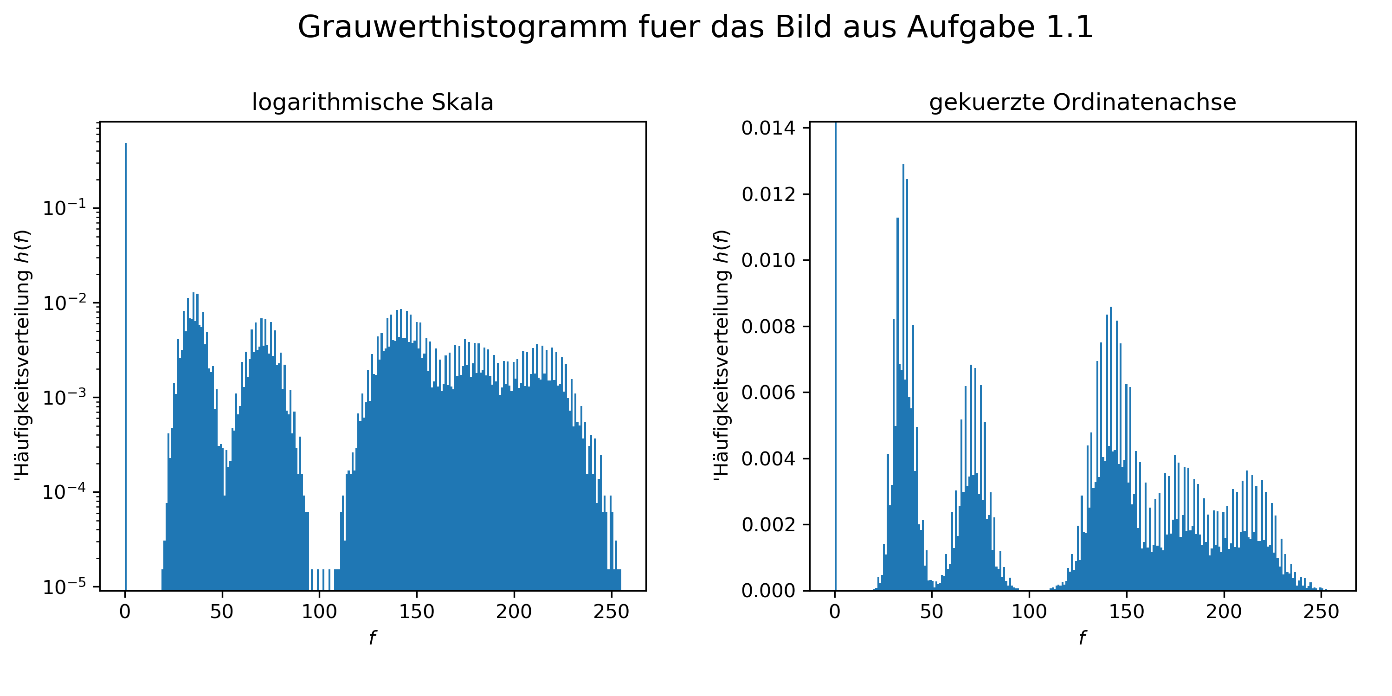 Grauwerthistogramm fuer das Bild aus Aufgabe 1.1
logarithmische Skala
10⁻¹
10⁻²
10⁻³
10⁻⁴
10⁻⁵
'Häufigkeitsverteilung h(f)
0 50 100 150 200 250
f
gekuerzte Ordinatenachse
0.014
0.012
0.010
0.008
0.006
0.004
0.002
0.000
'Häufigkeitsverteilung h(f)
0 50 100 150 200 250
f